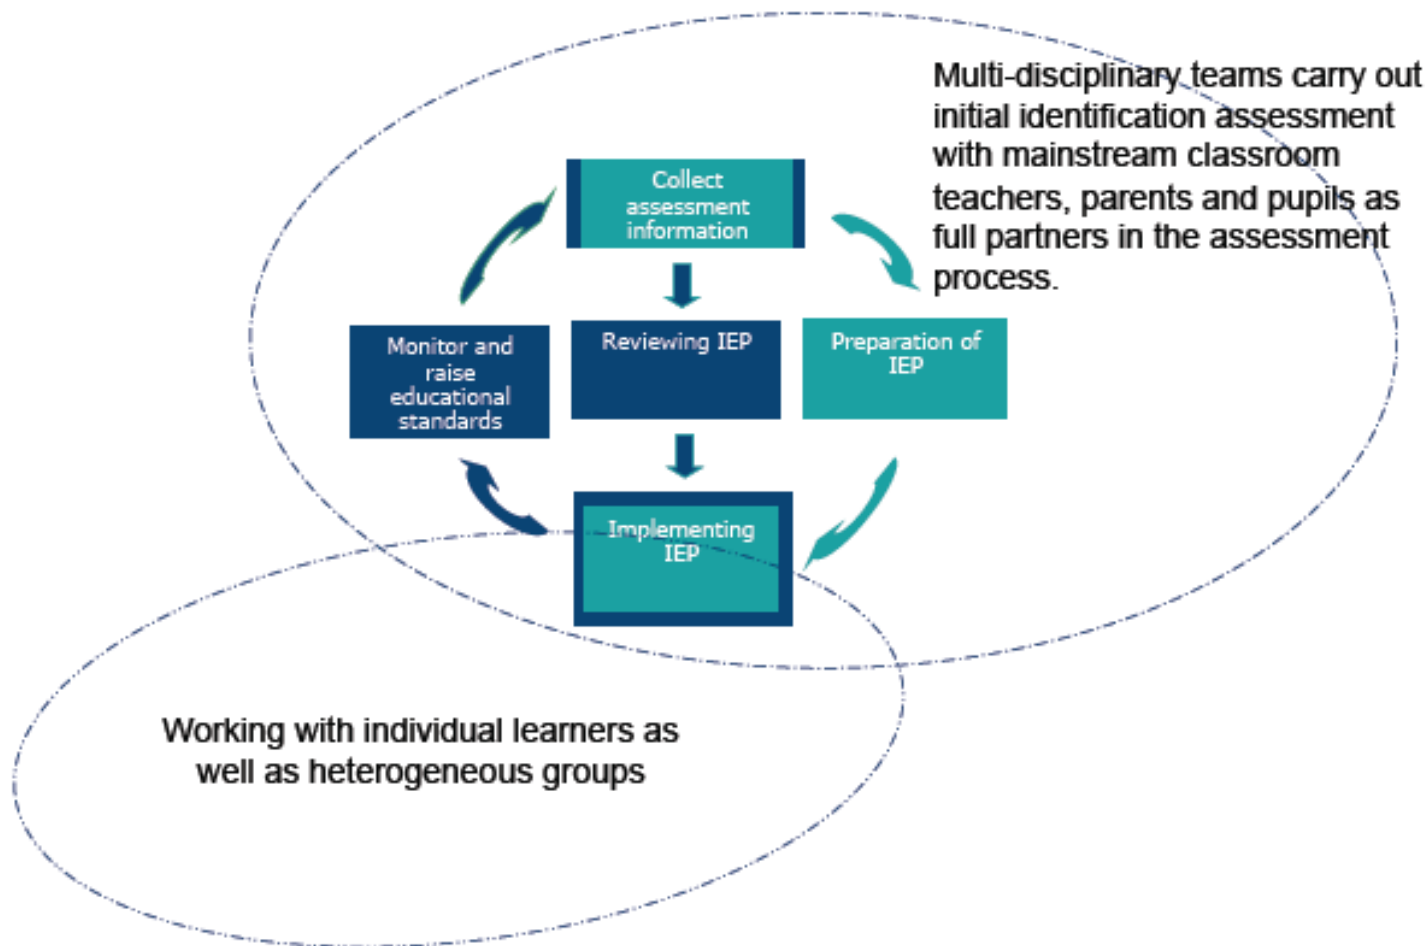 Multi-disciplinary teams carry out
initial identification assessment
with mainstream classroom
teachers, parents and pupils as
full partners in the assessment
process.
Collect
assessment
information
Monitor and
raise
educational
standards
Reviewing IEP
Preparation of
IEP
Implementing
IEP
Working with individual learners as
well as heterogeneous groups